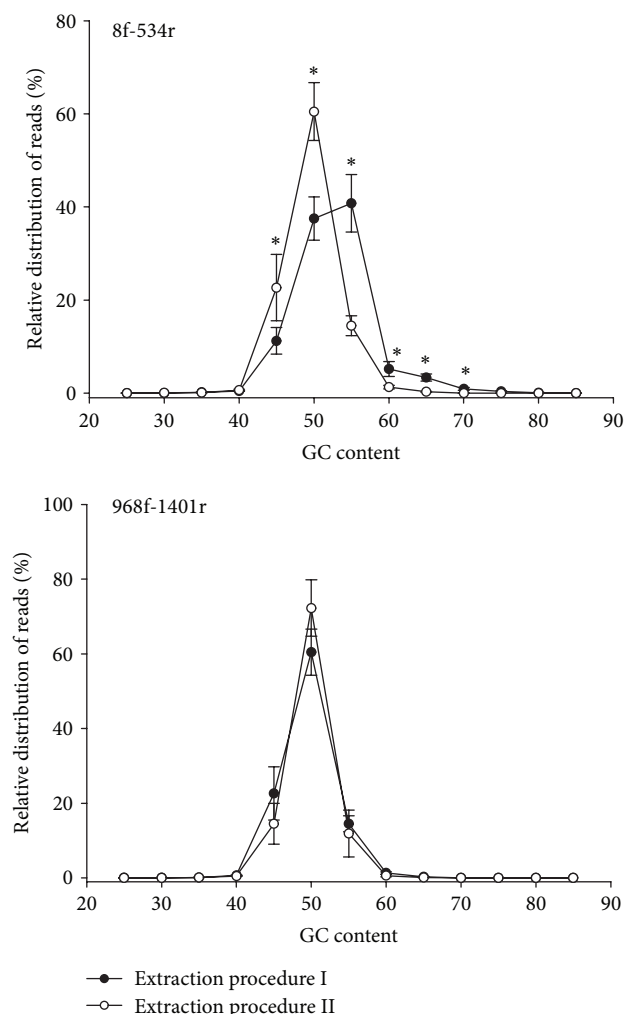 8f-534r
Relative distribution of reads (%)
80
60
40
20
0
* * * * * *
20 30 40 50 60 70 80 90
GC content
968f-1401r
Relative distribution of reads (%)
100
80
60
40
20
0
20 30 40 50 60 70 80 90
GC content
Extraction procedure I
Extraction procedure II